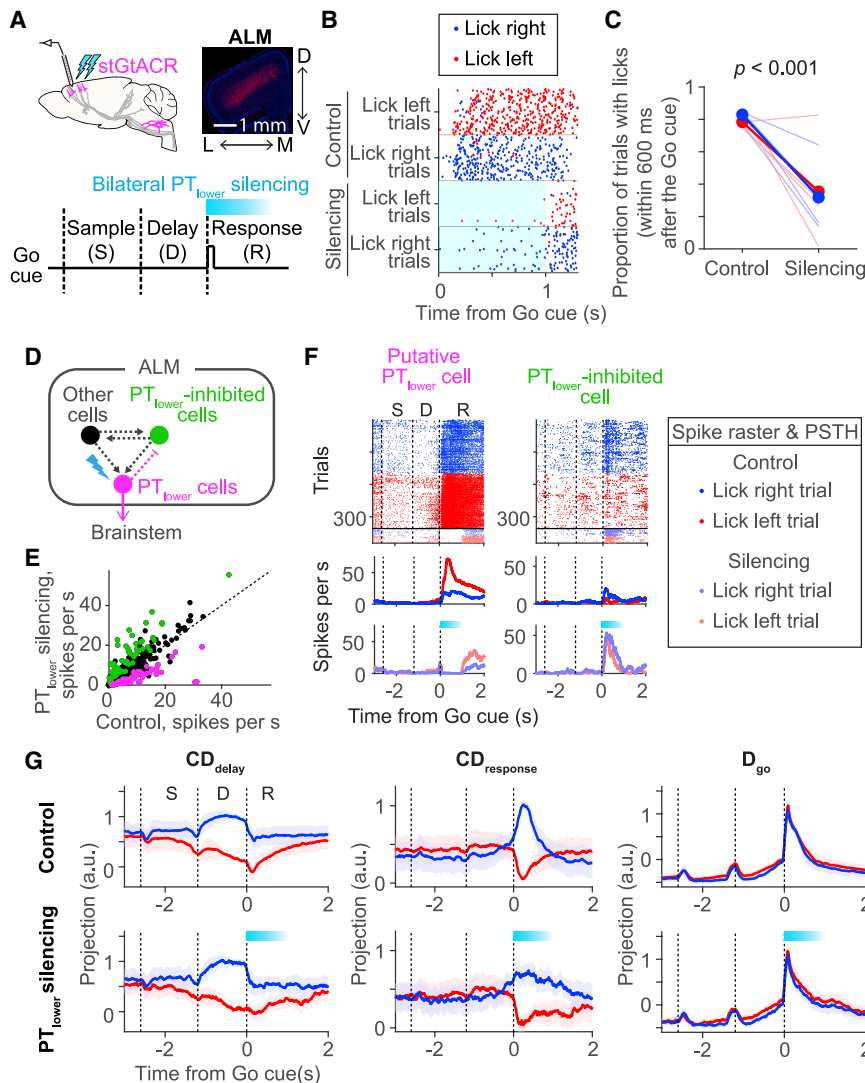 A
stGtACR
ALM
D
V
1 mm
L
M
Bilateral PTlower silencing
Sample (S)
Delay (D)
Response (R)
Go cue
B
Lick right
Lick left
Control
Lick left trials
Lick right trials
Silencing
Lick left trials
Lick right trials
0
1
Time from Go cue (s)
C
p < 0.001
Proportion of trials with licks (within 600 ms after the Go cue)
1
0
Control
Silencing
D
ALM
Other cells
PTlower-inhibited cells
PTlower cells
Brainstem
E
PTlower silencing, spikes per s
40
20
0
0
20
40
Control, spikes per s
F
Putative PTlower cell
PTlower-inhibited cell
S
D
R
Trials
300
300
Spikes per s
50
0
50
0
50
0
50
0
-2
0
2
-2
0
2
Time from Go cue (s)
Spike raster & PSTH
Control
Lick right trial
Lick left trial
Silencing
Lick right trial
Lick left trial
G
CDdelay
CDresponse
Dgo
Control
S
D
R
Projection (a.u.)
1
0
-2
0
2
Projection (a.u.)
1
0
-2
0
2
Projection (a.u.)
1
0
-2
0
2
PTlower silencing
Projection (a.u.)
1
0
-2
0
2
1
0
-2
0
2
1
0
-2
0
2
Time from Go cue(s)